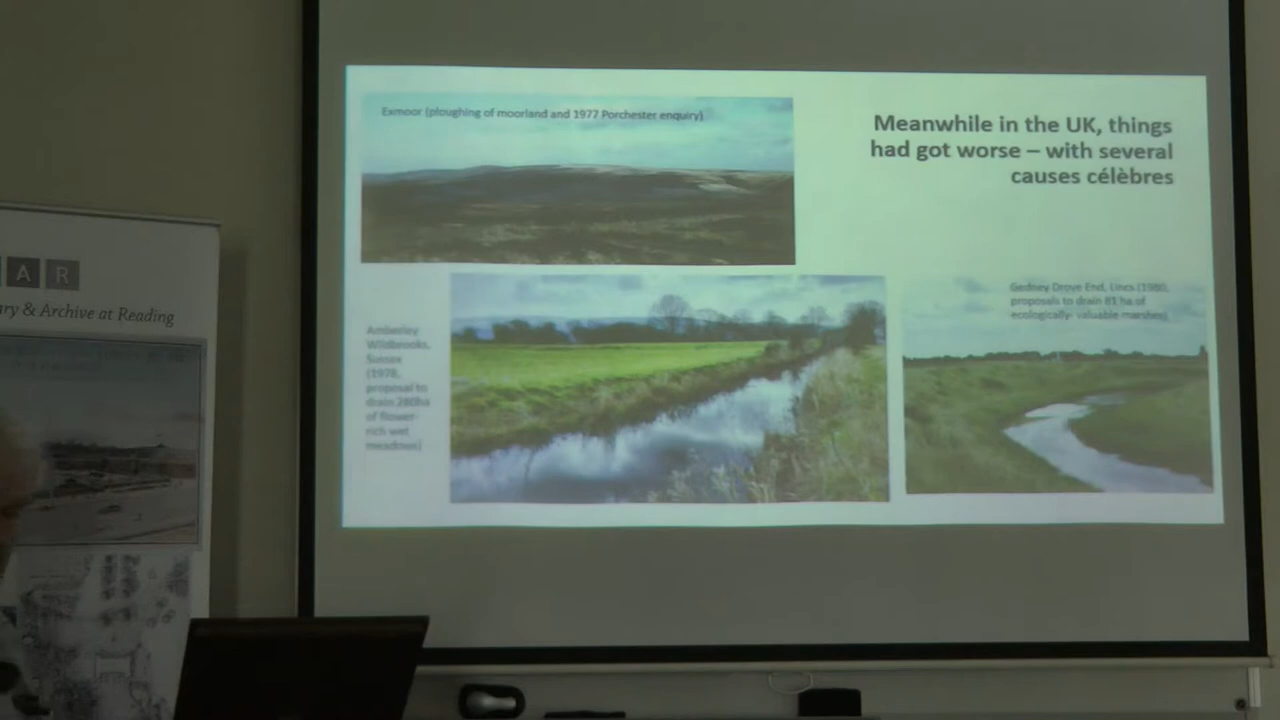 Exmoor (ploughing of moorland and 1977 Porchester enquiry)
Meanwhile in the UK, things
had got worse – with several
causes célèbres
Amberley
Wildbrooks,
Sussex
(1978,
proposal to
drain 280ha
of flower-
rich wet
meadows)
Gedney Drove End, Lincs (1980,
proposals to drain 81 ha of
ecologically- valuable marshes)
A R
ary & Archive at Reading